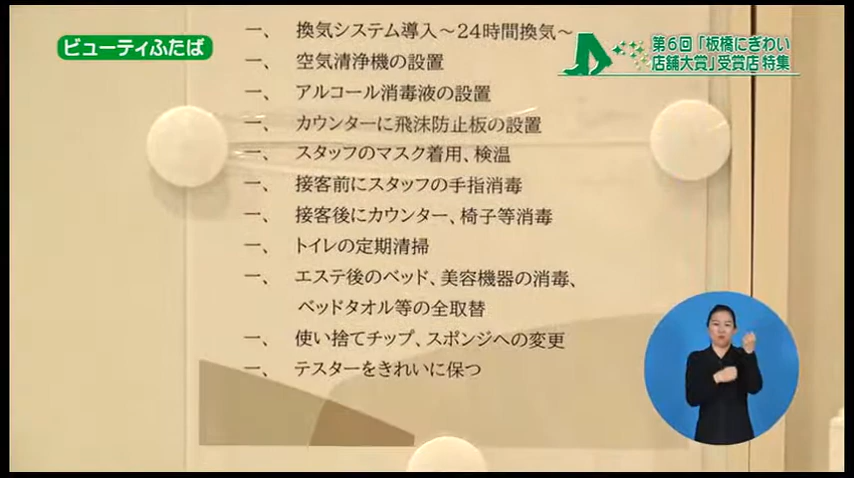 ビューティふたば
第6回「板橋にぎわい
店舗大賞」受賞店 特集
一、 換気システム導入～24時間換気～
一、 空気清浄機の設置
一、 アルコール消毒液の設置
一、 カウンターに飛沫防止板の設置
一、 スタッフのマスク着用、検温
一、 接客前にスタッフの手指消毒
一、 接客後にカウンター、椅子等消毒
一、 トイレの定期清掃
一、 エステ後のベッド、美容機器の消毒、
ベッドタオル等の全取替
一、 使い捨てチップ、スポンジへの変更
一、 テスターをきれいに保つ